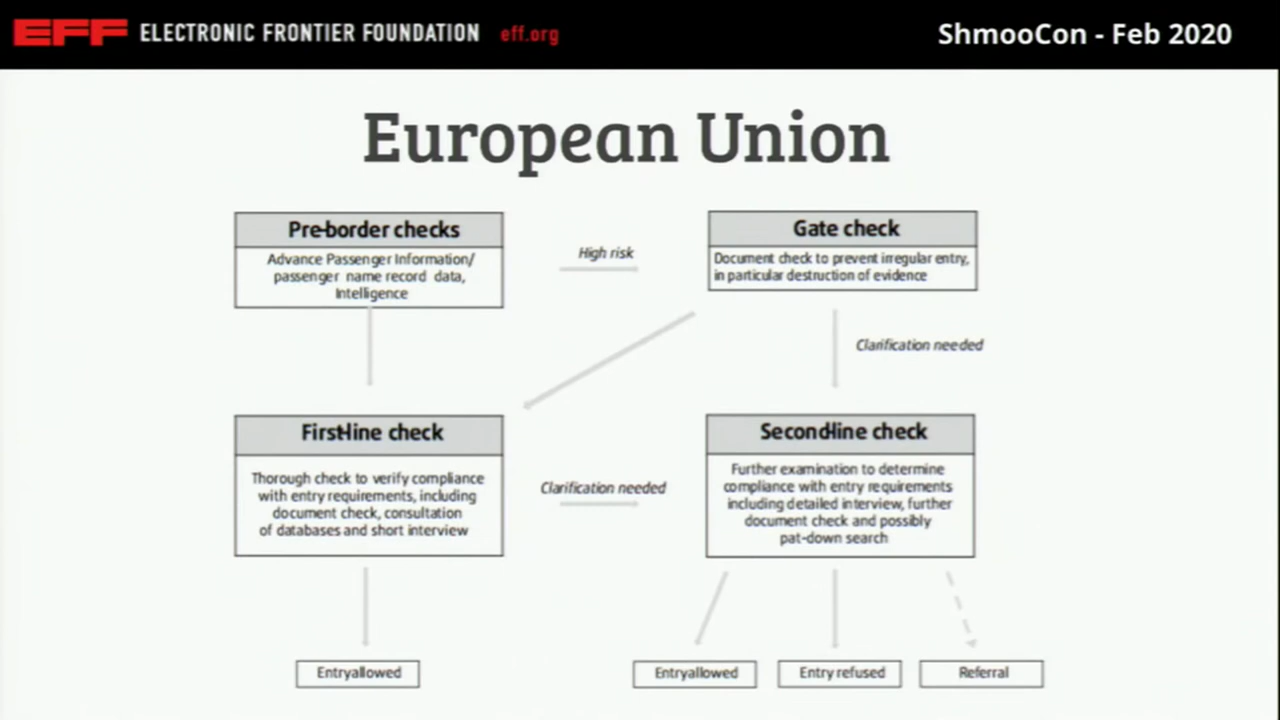 EFF ELECTRONIC FRONTIER FOUNDATION eff.org
ShmooCon - Feb 2020
European Union
Pre-border checks
Advance Passenger Information/
passenger name record data,
Intelligence
High risk
Gate check
Document check to prevent irregular entry,
in particular destruction of evidence
Clarification needed
First-line check
Thorough check to verify compliance
with entry requirements, including
document check, consultation
of databases and short interview
Clarification needed
Second-line check
Further examination to determine
compliance with entry requirements
including detailed interview, further
document check and possibly
pat-down search
Entry allowed
Entry allowed
Entry refused
Referral